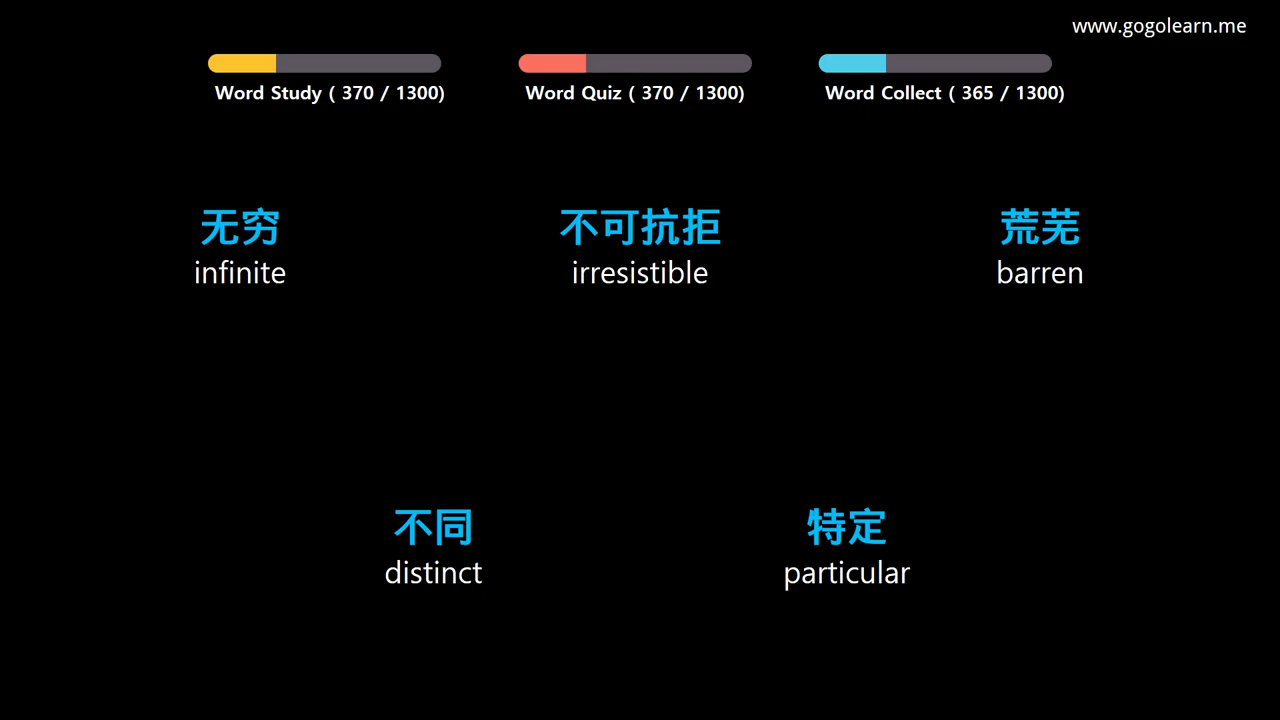 www.gogolearn.me
Word Study ( 370 / 1300)
Word Quiz ( 370 / 1300)
Word Collect ( 365 / 1300)
无穷
infinite
不可抗拒
irresistible
荒芜
barren
不同
distinct
特定
particular